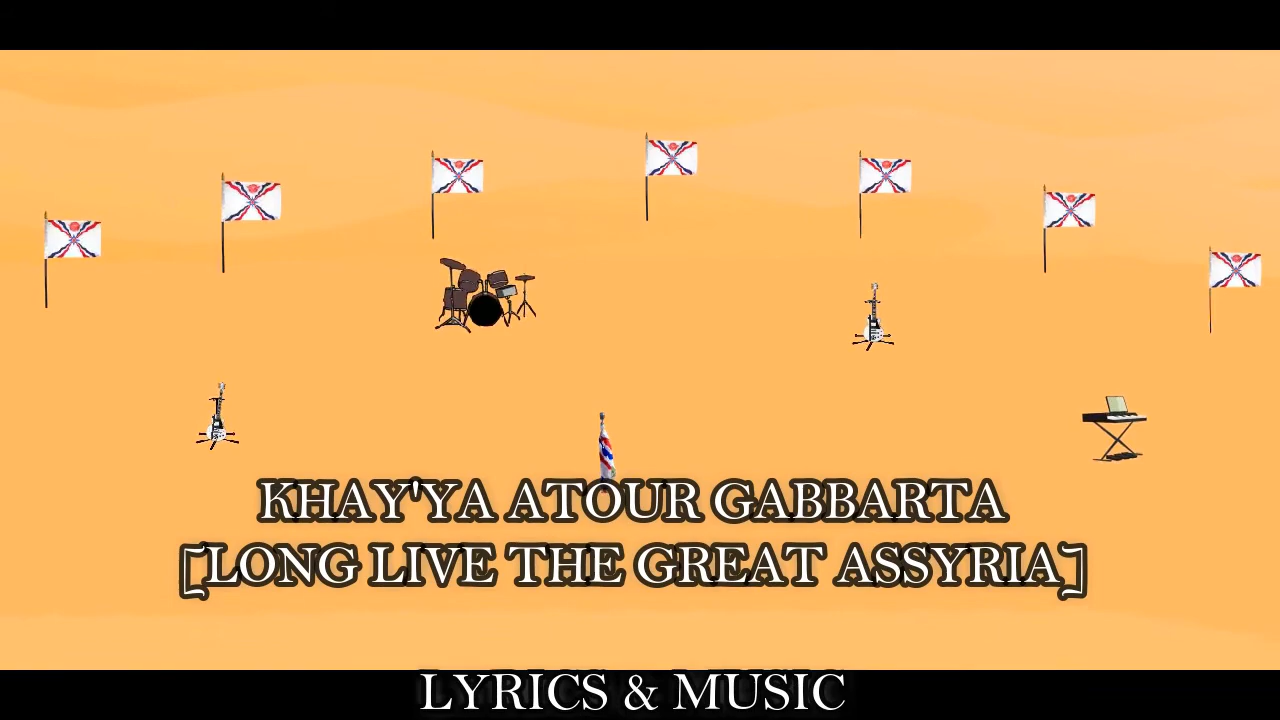 KHAY'YA ATOUR GABBARTA
[LONG LIVE THE GREAT ASSYRIA]
LYRICS & MUSIC